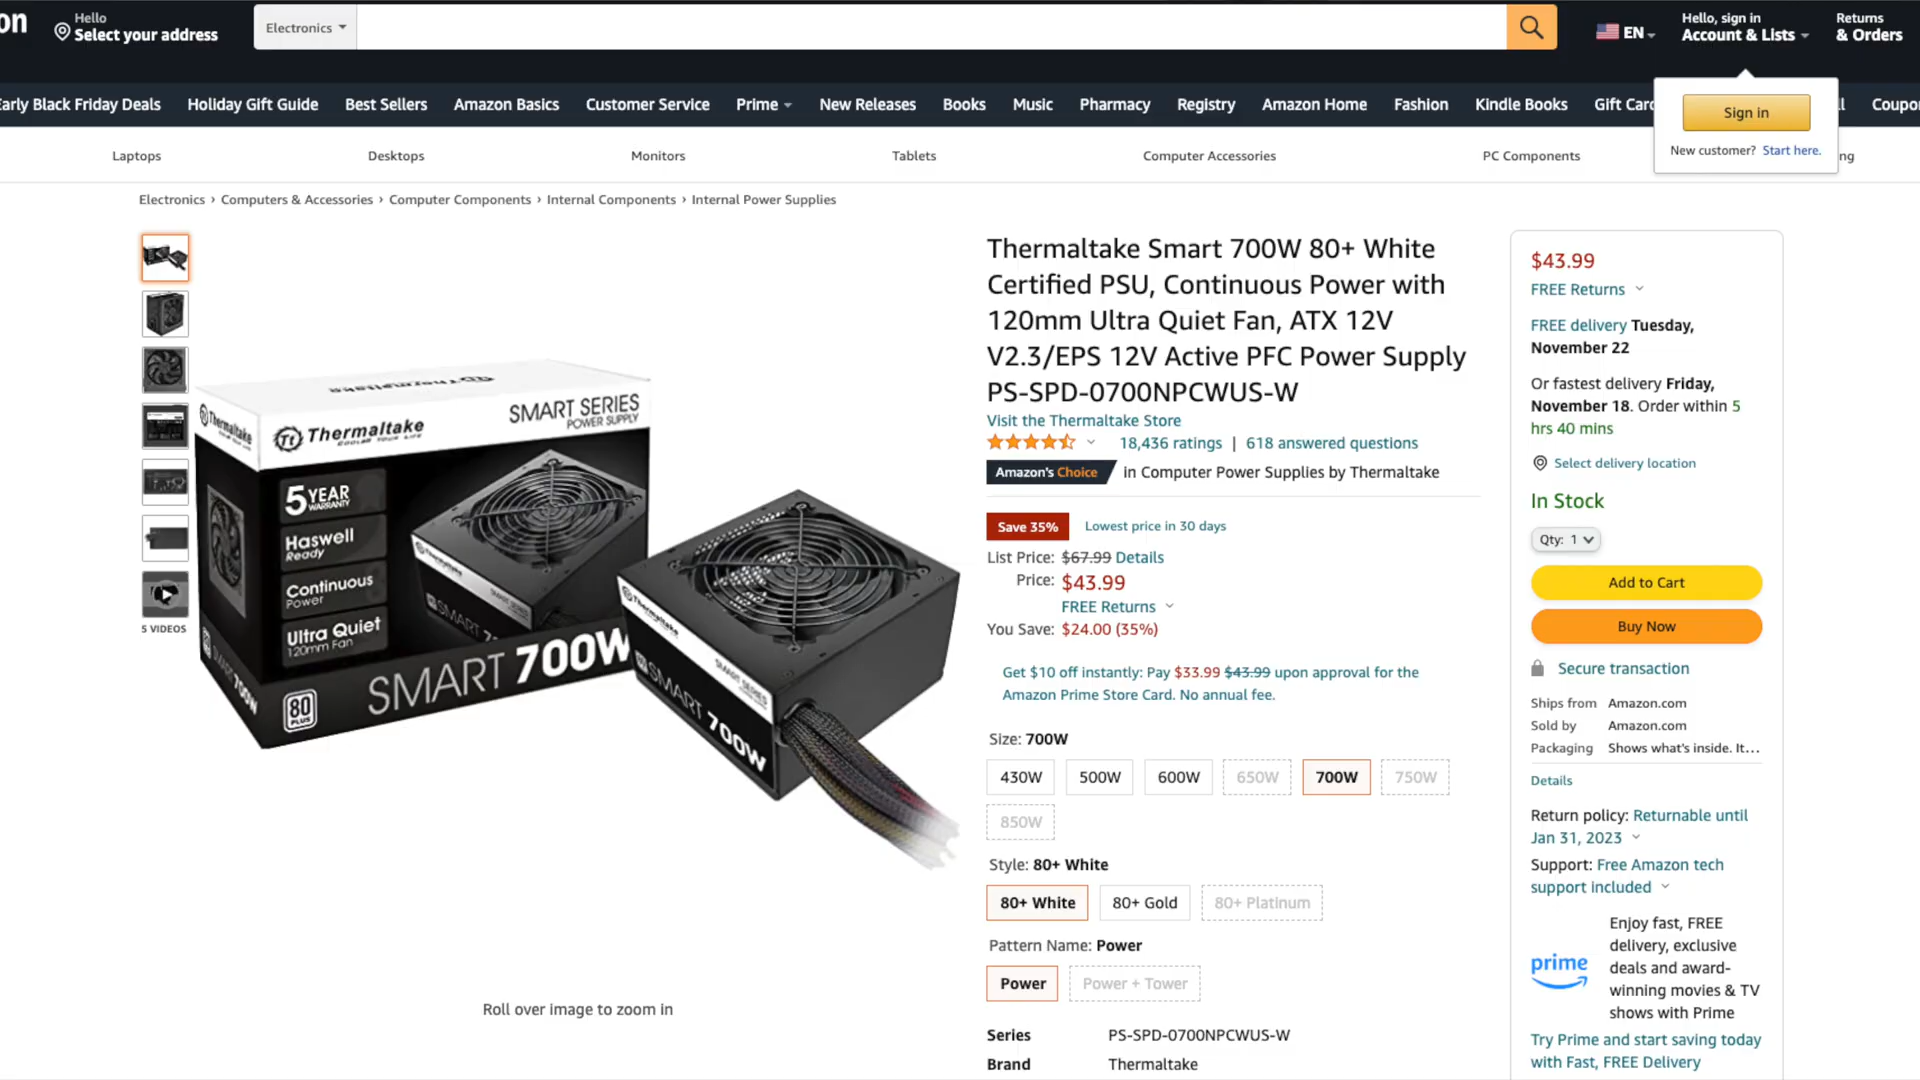 on
Hello
Select your address
Electronics
EN
Hello, sign in
Account & Lists
Returns
& Orders
Early Black Friday Deals
Holiday Gift Guide
Best Sellers
Amazon Basics
Customer Service
Prime
New Releases
Books
Music
Pharmacy
Registry
Amazon Home
Fashion
Kindle Books
Gift Car
Coupo
Sign in
New customer? Start here.
Laptops
Desktops
Monitors
Tablets
Computer Accessories
PC Components
ng
Electronics › Computers & Accessories › Computer Components › Internal Components › Internal Power Supplies
5 VIDEOS
Thermaltake
Thermaltake
Thermaltake
COOLED YOUR LIFE
SMART SERIES
POWER SUPPLY
5 YEAR
WARRANTY
Haswell
Ready
Continuous
Power
Ultra Quiet
120mm Fan
SMART 700W
80
PLUS
SMART 700W
Thermaltake
SMART SERIES
SMART 700W
Roll over image to zoom in
Thermaltake Smart 700W 80+ White
Certified PSU, Continuous Power with
120mm Ultra Quiet Fan, ATX 12V
V2.3/EPS 12V Active PFC Power Supply
PS-SPD-0700NPCWUS-W
Visit the Thermaltake Store
18,436 ratings | 618 answered questions
Amazon's Choice in Computer Power Supplies by Thermaltake
Save 35% Lowest price in 30 days
List Price: $67.99 Details
Price: $43.99
FREE Returns
You Save: $24.00 (35%)
Get $10 off instantly: Pay $33.99 $43.99 upon approval for the
Amazon Prime Store Card. No annual fee.
Size: 700W
430W 500W 600W 650W 700W 750W
850W
Style: 80+ White
80+ White 80+ Gold 80+ Platinum
Pattern Name: Power
Power Power + Tower
Series PS-SPD-0700NPCWUS-W
Brand Thermaltake
$43.99
FREE Returns
FREE delivery Tuesday,
November 22
Or fastest delivery Friday,
November 18. Order within 5
hrs 40 mins
Select delivery location
In Stock
Qty: 1
Add to Cart
Buy Now
Secure transaction
Ships from Amazon.com
Sold by Amazon.com
Packaging Shows what's inside. It...
Details
Return policy: Returnable until
Jan 31, 2023
Support: Free Amazon tech
support included
prime
Enjoy fast, FREE
delivery, exclusive
deals and award-
winning movies & TV
shows with Prime
Try Prime and start saving today
with Fast, FREE Delivery